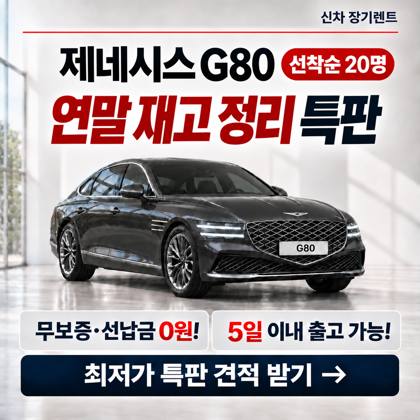 신차 장기렌트
제네시스 G80 선착순 20명
연말 재고 정리 특판
G80
무보증·선납금 0원! 5일 이내 출고 가능!
최저가 특판 견적 받기 →